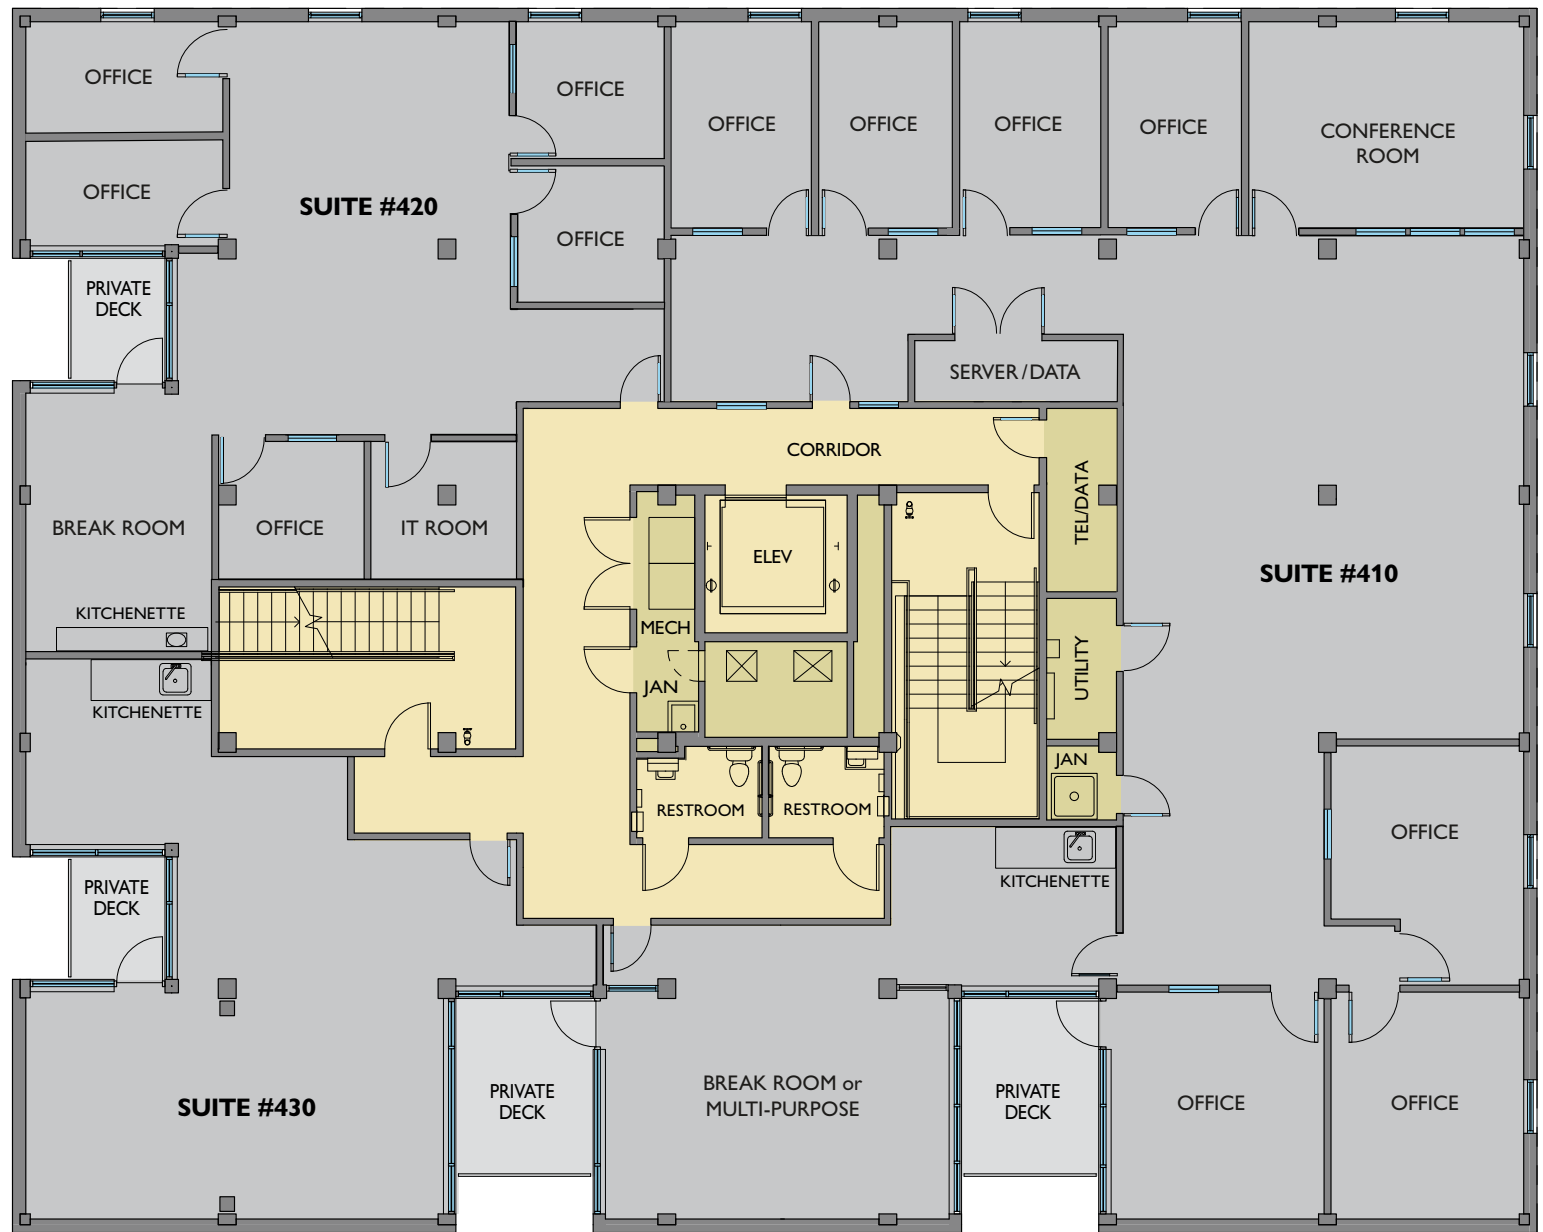 OFFICE
OFFICE
OFFICE
OFFICE
OFFICE
OFFICE
CONFERENCE
ROOM
OFFICE
SUITE #420
OFFICE
PRIVATE
DECK
SERVER / DATA
CORRIDOR
TEL/DATA
BREAK ROOM
OFFICE
IT ROOM
ELEV
SUITE #410
KITCHENETTE
MECH
UTILITY
JAN
KITCHENETTE
JAN
RESTROOM
RESTROOM
OFFICE
KITCHENETTE
PRIVATE
DECK
SUITE #430
PRIVATE
DECK
BREAK ROOM or
MULTI-PURPOSE
PRIVATE
DECK
OFFICE
OFFICE